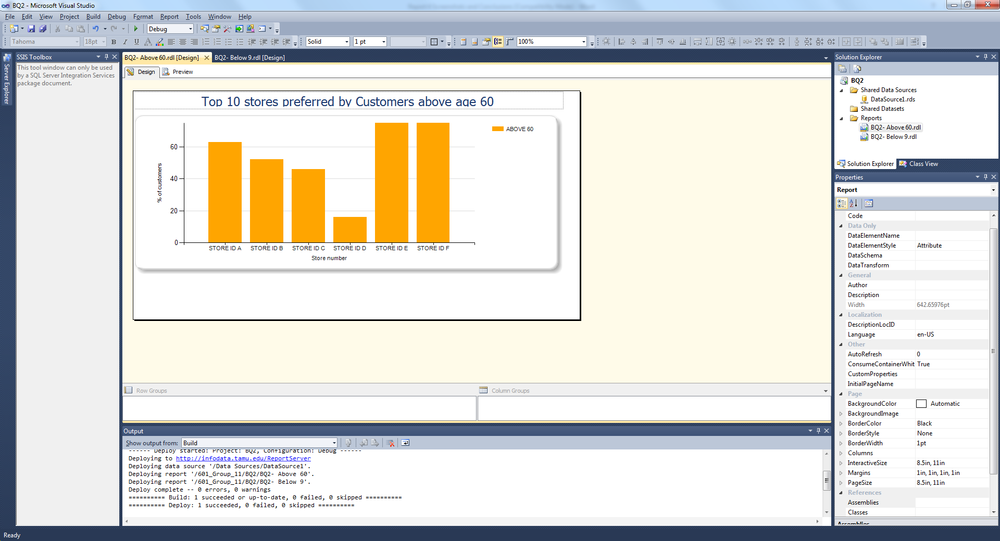 BQ2 - Microsoft Visual Studio
File Edit View Project Build Debug Format Report Tools Window Help
Debug
Tahoma 18pt B I U A Solid 1 pt 100%
Server Explorer
SSIS Toolbox
This tool window can only be used
by a SQL Server Integration Services
package document.
BQ2- Above 60.rdl [Design] BQ2- Below 9.rdl [Design]
Design Preview
Top 10 stores preferred by Customers above age 60
ABOVE 60
60
40
20
0
% of customers
STORE ID A STORE ID B STORE ID C STORE ID D STORE ID E STORE ID F
Store number
Row Groups Column Groups
Output
Show output from: Build
------ Deploy started: Project: BQ2, Configuration: Debug ------
Deploying to http://infodata.tamu.edu/ReportServer
Deploying data source '/Data Sources/DataSource1'.
Deploying report '/601_Group_11/BQ2/BQ2- Above 60'.
Deploying report '/601_Group_11/BQ2/BQ2- Below 9'.
Deploy complete -- 0 errors, 0 warnings
========== Build: 1 succeeded or up-to-date, 0 failed, 0 skipped ==========
========== Deploy: 1 succeeded, 0 failed, 0 skipped ==========
Solution Explorer
BQ2
Shared Data Sources
DataSource1.rds
Shared Datasets
Reports
BQ2- Above 60.rdl
BQ2- Below 9.rdl
Solution Explorer Class View
Properties
Report
Code
Data Only
DataElementName
DataElementStyle Attribute
DataSchema
DataTransform
General
Author
Description
Width 642.65976pt
Localization
DescriptionLocID
Language en-US
Other
AutoRefresh 0
ConsumeContainerWhit True
CustomProperties
InitialPageName
Page
BackgroundColor Automatic
BackgroundImage
BorderColor Black
BorderStyle None
BorderWidth 1pt
Columns
InteractiveSize 8.5in, 11in
Margins 1in, 1in, 1in, 1in
PageSize 8.5in, 11in
References
Assemblies
Classes
Assemblies
Ready